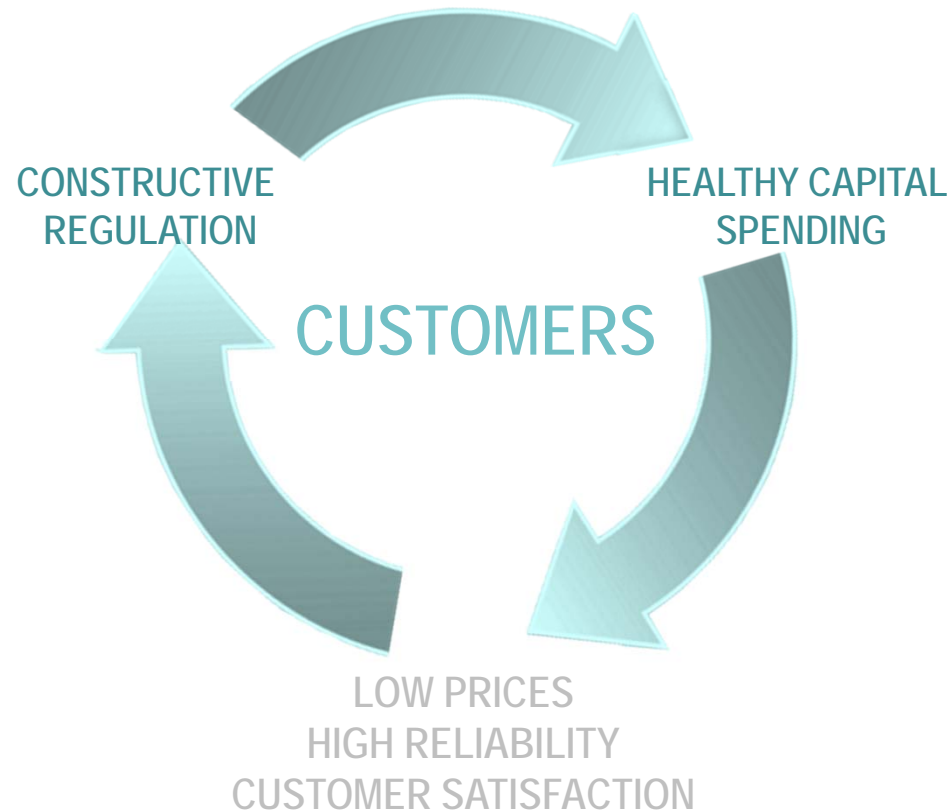 CONSTRUCTIVE
REGULATION
HEALTHY CAPITAL
SPENDING
CUSTOMERS
LOW PRICES
HIGH RELIABILITY
CUSTOMER SATISFACTION